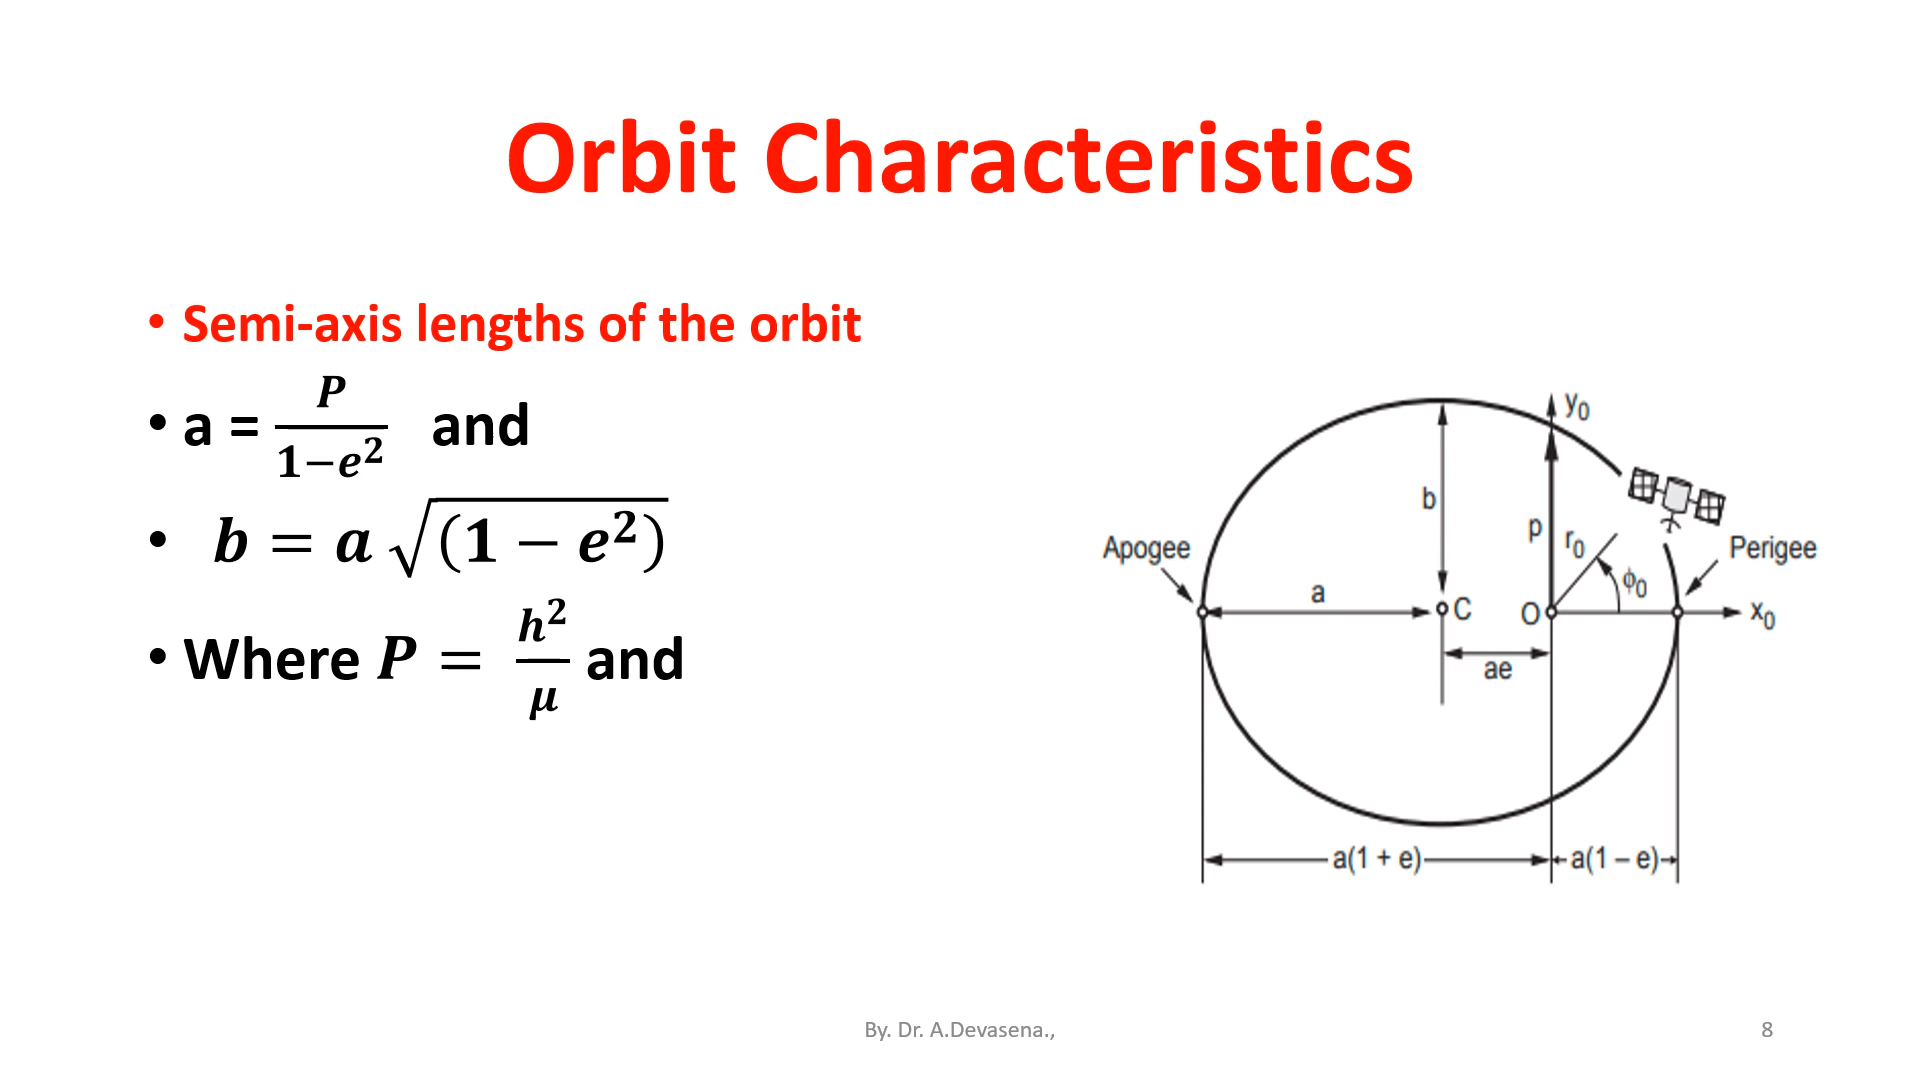 Orbit Characteristics
• Semi-axis lengths of the orbit
• a = P/(1−e²) and
• b = a √(1 − e²)
• Where P = h²/μ and
y₀
b
p
r₀
ϕ₀
Apogee
Perigee
a
C
O
x₀
ae
a(1 + e)
a(1 – e)
By. Dr. A.Devasena.,
8